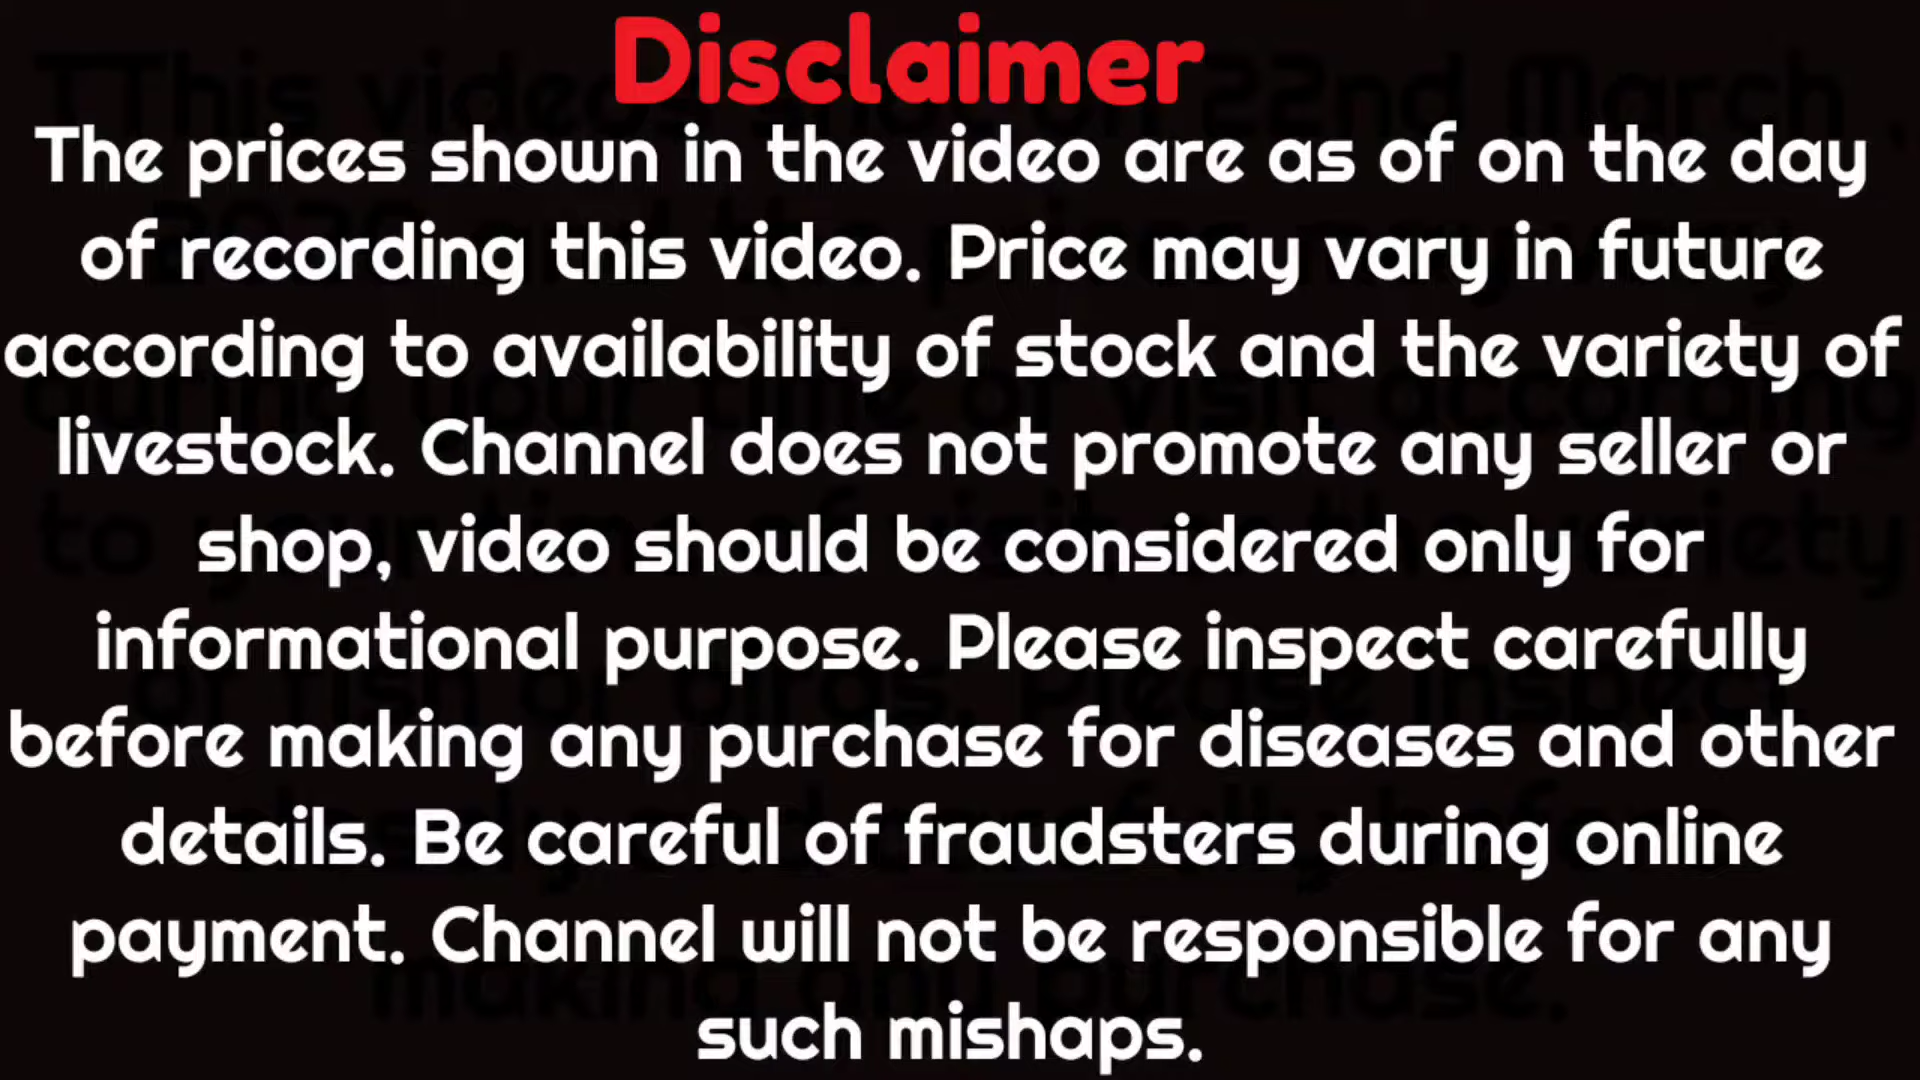 Disclaimer
The prices shown in the video are as of on the day
of recording this video. Price may vary in future
according to availability of stock and the variety of
livestock. Channel does not promote any seller or
shop, video should be considered only for
informational purpose. Please inspect carefully
before making any purchase for diseases and other
details. Be careful of fraudsters during online
payment. Channel will not be responsible for any
such mishaps.